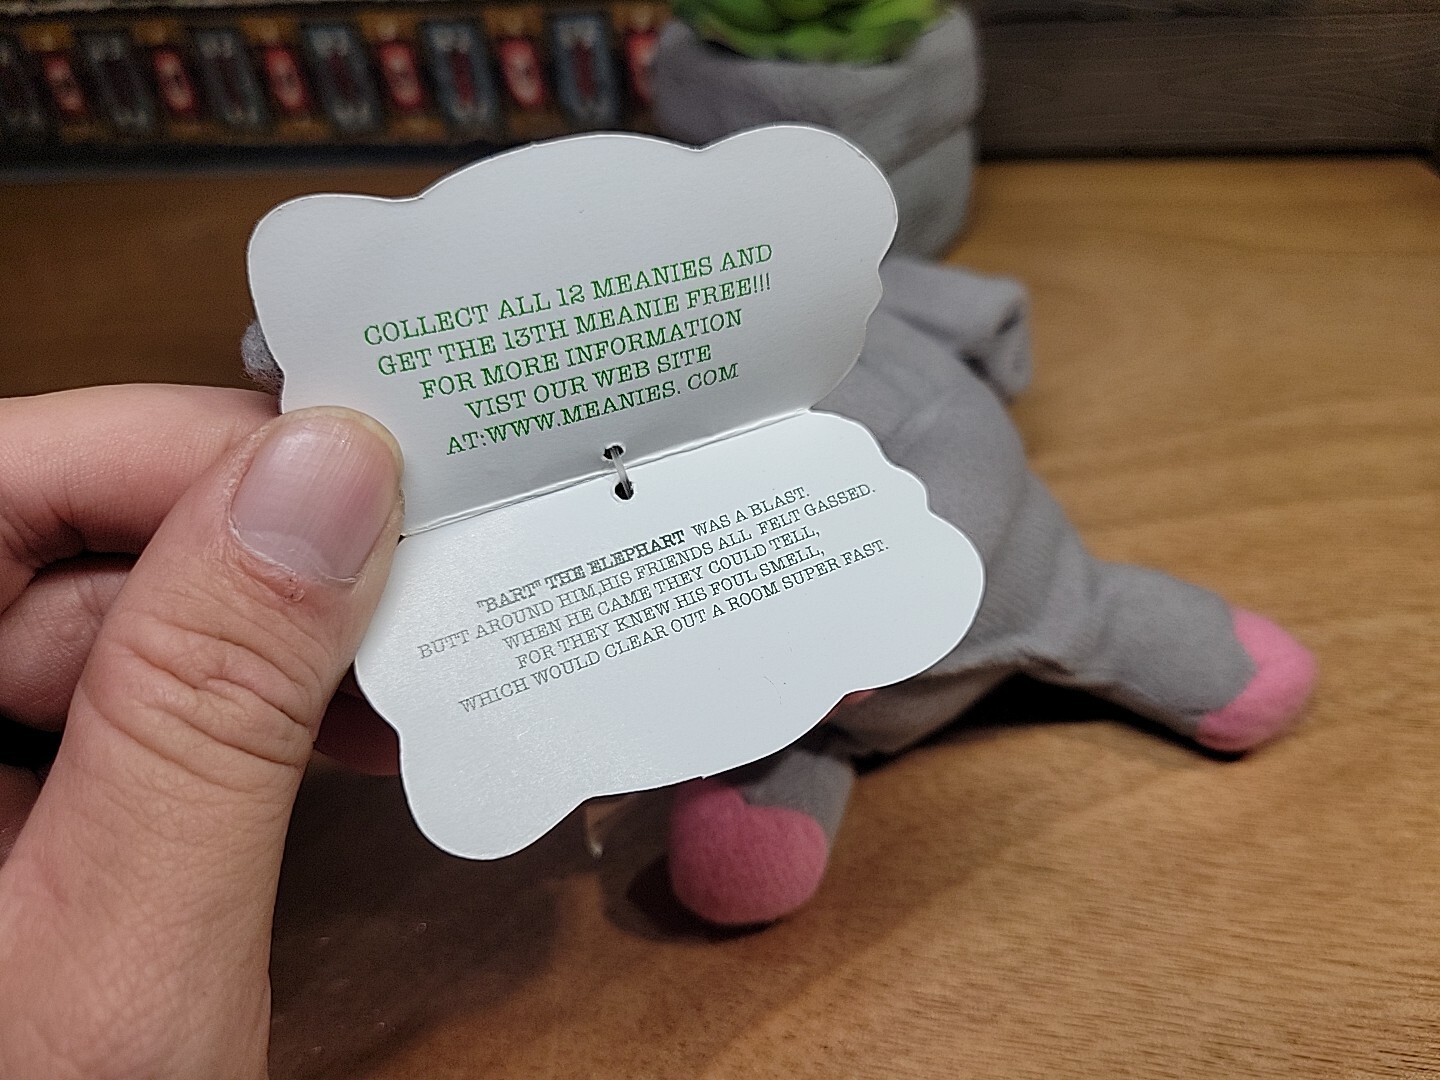 COLLECT ALL 12 MEANIES AND
GET THE 13TH MEANIE FREE!!!
FOR MORE INFORMATION
VIST OUR WEB SITE
AT:WWW.MEANIES. COM
"BART" THE ELEPHART WAS A BLAST.
BUTT AROUND HIM,HIS FRIENDS ALL FELT GASSED.
WHEN HE CAME THEY COULD TELL,
FOR THEY KNEW HIS FOUL SMELL,
WHICH WOULD CLEAR OUT A ROOM SUPER FAST.